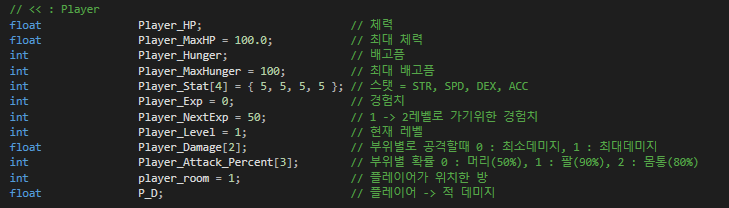 // << : Player
float Player_HP; // 체력
float Player_MaxHP = 100.0; // 최대 체력
int Player_Hunger; // 배고픔
int Player_MaxHunger = 100; // 최대 배고픔
int Player_Stat[4] = { 5, 5, 5, 5 }; // 스탯 = STR, SPD, DEX, ACC
int Player_Exp = 0; // 경험치
int Player_NextExp = 50; // 1 -> 2레벨로 가기위한 경험치
int Player_Level = 1; // 현재 레벨
float Player_Damage[2]; // 부위별로 공격할때 0 : 최소데미지, 1 : 최대데미지
int Player_Attack_Percent[3]; // 부위별 확률 0 : 머리(50%), 1 : 팔(90%), 2 : 몸통(80%)
int player_room = 1; // 플레이어가 위치한 방
float P_D; // 플레이어 -> 적 데미지